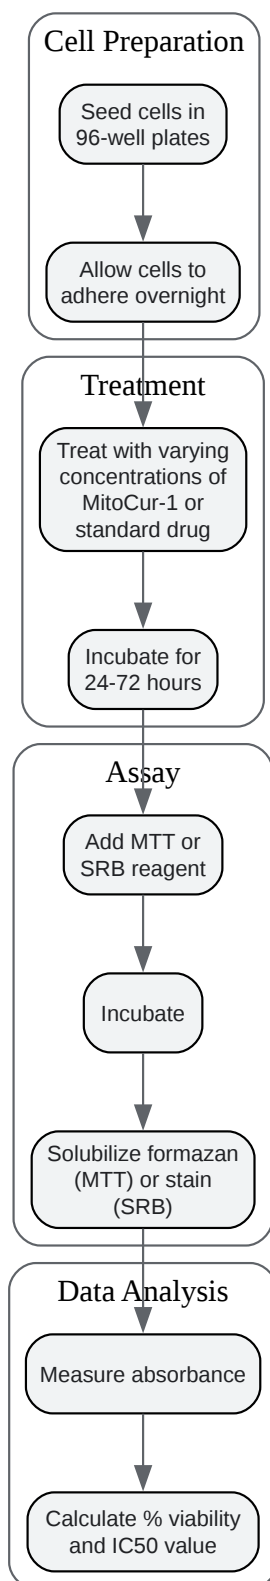 Cell Preparation
Seed cells in
96-well plates
Allow cells to
adhere overnight
Treatment
Treat with varying
concentrations of
MitoCur-1 or
standard drug
Incubate for
24-72 hours
Assay
Add MTT or
SRB reagent
Incubate
Solubilize formazan
(MTT) or stain
(SRB)
Data Analysis
Measure absorbance
Calculate % viability
and IC50 value